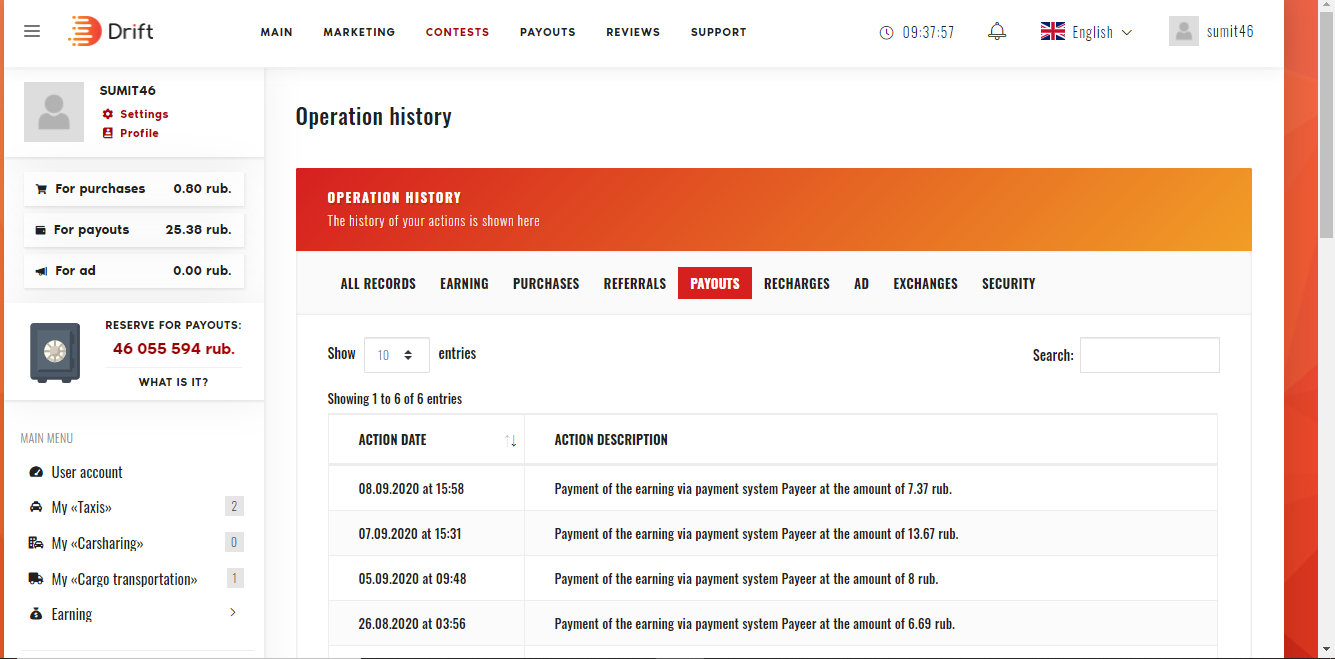 Drift
MAIN MARKETING CONTESTS PAYOUTS REVIEWS SUPPORT
09:37:57
English
sumit46
SUMIT46
Settings
Profile
For purchases 0.80 rub.
For payouts 25.38 rub.
For ad 0.00 rub.
RESERVE FOR PAYOUTS:
46 055 594 rub.
WHAT IS IT?
MAIN MENU
User account
My «Taxis» 2
My «Carsharing» 0
My «Cargo transportation» 1
Earning
Operation history
OPERATION HISTORY
The history of your actions is shown here
ALL RECORDS EARNING PURCHASES REFERRALS PAYOUTS RECHARGES AD EXCHANGES SECURITY
Show 10 entries Search:
Showing 1 to 6 of 6 entries
ACTION DATE ACTION DESCRIPTION
08.09.2020 at 15:58 Payment of the earning via payment system Payeer at the amount of 7.37 rub.
07.09.2020 at 15:31 Payment of the earning via payment system Payeer at the amount of 13.67 rub.
05.09.2020 at 09:48 Payment of the earning via payment system Payeer at the amount of 8 rub.
26.08.2020 at 03:56 Payment of the earning via payment system Payeer at the amount of 6.69 rub.